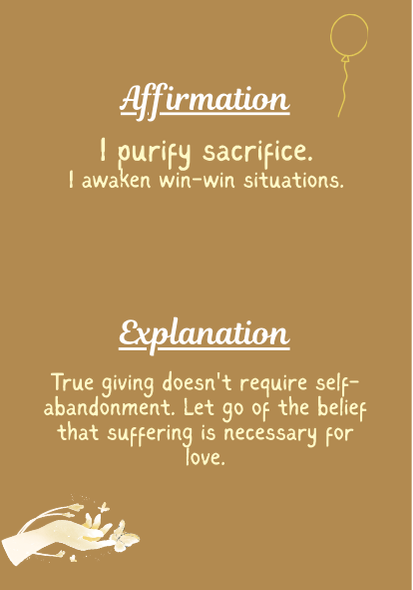 Affirmation
I purify sacrifice.
I awaken win-win situations.
Explanation
True giving doesn't require self-
abandonment. Let go of the belief
that suffering is necessary for
love.